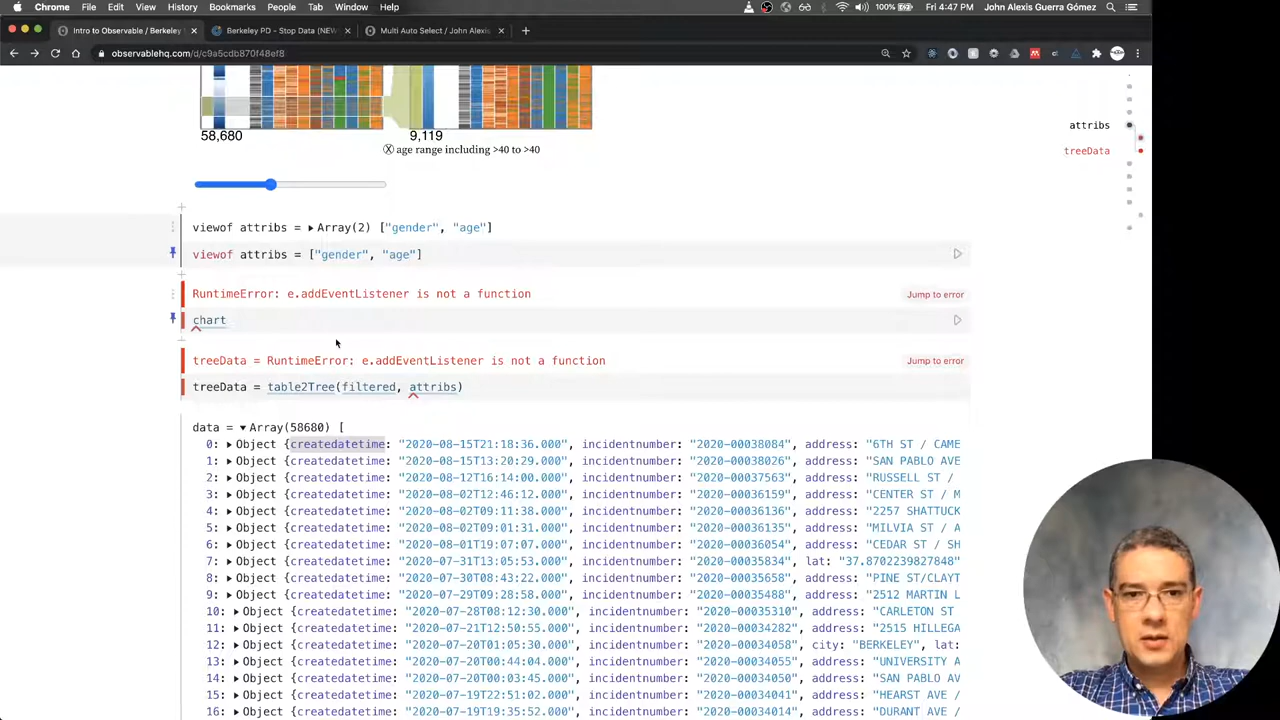 Chrome File Edit View History Bookmarks People Tab Window Help 100% Fri 4:47 PM John Alexis Guerra Gómez
Intro to Observable / Berkeley × Berkeley PD - Stop Data (NEW × Multi Auto Select / John Alexis × +
observablehq.com/d/c9a5cdb870f48ef8
58,680 9,119
Ⓧ age range including >40 to >40
attribs
treeData
viewof attribs = ▶Array(2) ["gender", "age"]
viewof attribs = ["gender", "age"]
RuntimeError: e.addEventListener is not a function Jump to error
chart
treeData = RuntimeError: e.addEventListener is not a function Jump to error
treeData = table2Tree(filtered, attribs)
data = ▼Array(58680) [
0: ▶Object {createdatetime: "2020-08-15T21:18:36.000", incidentnumber: "2020-00038084", address: "6TH ST / CAME
1: ▶Object {createdatetime: "2020-08-15T13:20:29.000", incidentnumber: "2020-00038026", address: "SAN PABLO AVE
2: ▶Object {createdatetime: "2020-08-12T16:14:00.000", incidentnumber: "2020-00037563", address: "RUSSELL ST /
3: ▶Object {createdatetime: "2020-08-02T12:46:12.000", incidentnumber: "2020-00036159", address: "CENTER ST / M
4: ▶Object {createdatetime: "2020-08-02T09:11:38.000", incidentnumber: "2020-00036136", address: "2257 SHATTUCK
5: ▶Object {createdatetime: "2020-08-02T09:01:31.000", incidentnumber: "2020-00036135", address: "MILVIA ST / A
6: ▶Object {createdatetime: "2020-08-01T19:07:07.000", incidentnumber: "2020-00036054", address: "CEDAR ST / SH
7: ▶Object {createdatetime: "2020-07-31T13:05:53.000", incidentnumber: "2020-00035834", lat: "37.8702239827848"
8: ▶Object {createdatetime: "2020-07-30T08:43:22.000", incidentnumber: "2020-00035658", address: "PINE ST/CLAYT
9: ▶Object {createdatetime: "2020-07-29T09:28:58.000", incidentnumber: "2020-00035488", address: "2512 MARTIN L
10: ▶Object {createdatetime: "2020-07-28T08:12:30.000", incidentnumber: "2020-00035310", address: "CARLETON ST
11: ▶Object {createdatetime: "2020-07-21T12:50:55.000", incidentnumber: "2020-00034282", address: "2515 HILLEGA
12: ▶Object {createdatetime: "2020-07-20T01:05:30.000", incidentnumber: "2020-00034058", city: "BERKELEY", lat:
13: ▶Object {createdatetime: "2020-07-20T00:44:04.000", incidentnumber: "2020-00034055", address: "UNIVERSITY A
14: ▶Object {createdatetime: "2020-07-20T00:03:45.000", incidentnumber: "2020-00034050", address: "SAN PABLO AV
15: ▶Object {createdatetime: "2020-07-19T22:51:02.000", incidentnumber: "2020-00034041", address: "HEARST AVE /
16: ▶Object {createdatetime: "2020-07-19T19:35:52.000", incidentnumber: "2020-00034014", address: "DURANT AVE /